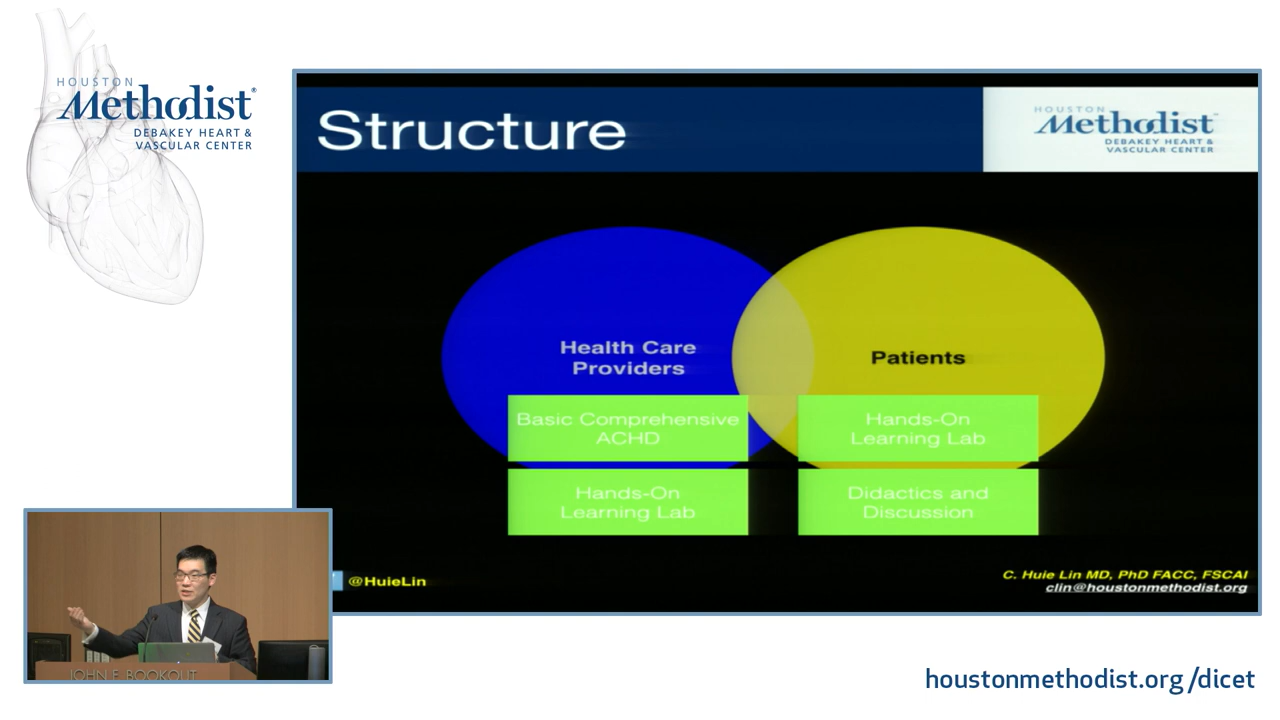 HOUSTON
Methodist®
DEBAKEY HEART &
VASCULAR CENTER
Structure
HOUSTON
Methodist
DEBAKEY HEART &
VASCULAR CENTER
Health Care
Providers
Patients
Basic Comprehensive
ACHD
Hands-On
Learning Lab
Hands-On
Learning Lab
Didactics and
Discussion
@HuieLin
C. Huie Lin MD, PhD FACC, FSCAI
clin@houstonmethodist.org
JOHN F. BOOKOUT
houstonmethodist.org/dicet